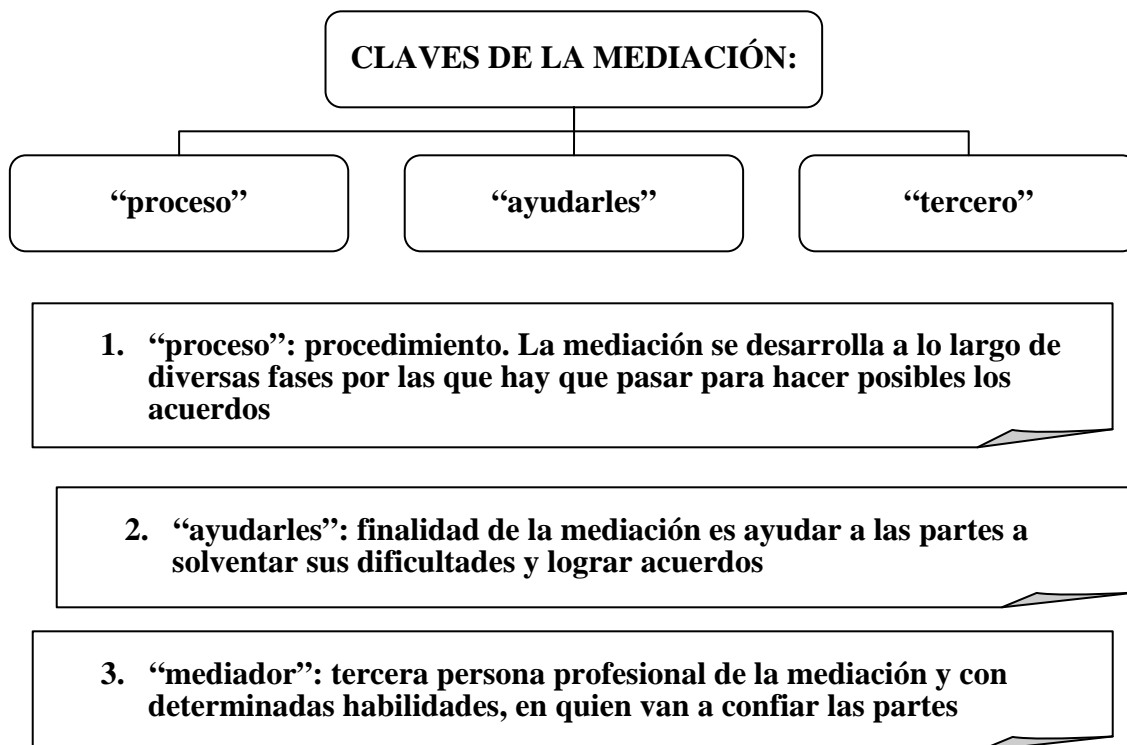 CLAVES DE LA MEDIACIÓN:
“proceso”
“ayudarles”
“tercero”
1. “proceso”: procedimiento. La mediación se desarrolla a lo largo de
diversas fases por las que hay que pasar para hacer posibles los
acuerdos
2. “ayudarles”: finalidad de la mediación es ayudar a las partes a
solventar sus dificultades y lograr acuerdos
3. “mediador”: tercera persona profesional de la mediación y con
determinadas habilidades, en quien van a confiar las partes